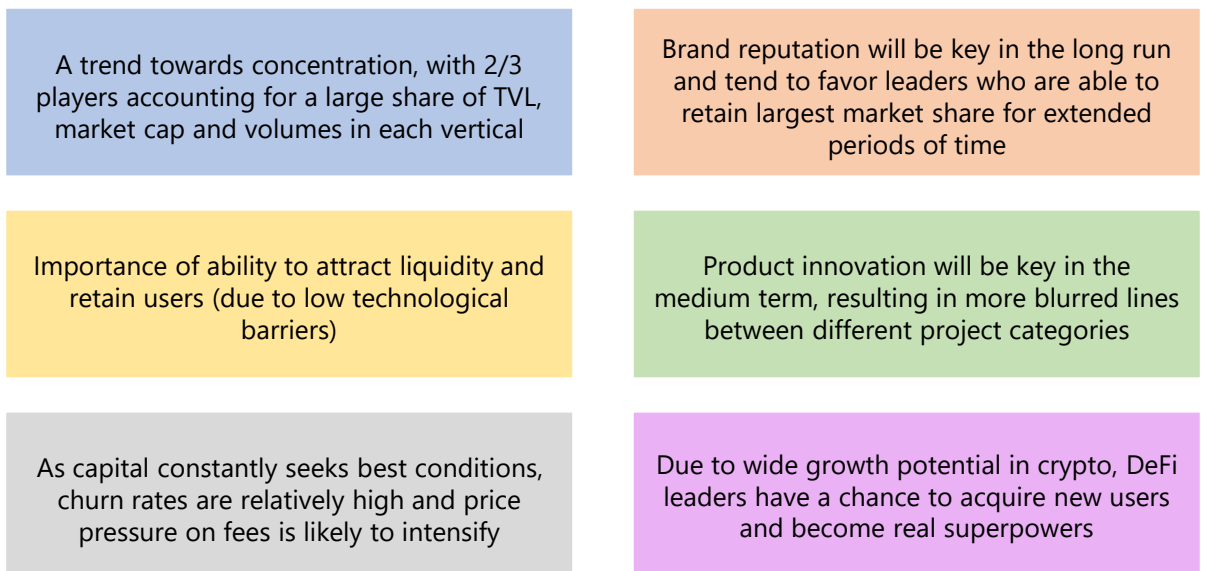 A trend towards concentration, with 2/3
players accounting for a large share of TVL,
market cap and volumes in each vertical
Brand reputation will be key in the long run
and tend to favor leaders who are able to
retain largest market share for extended
periods of time
Importance of ability to attract liquidity and
retain users (due to low technological
barriers)
Product innovation will be key in the
medium term, resulting in more blurred lines
between different project categories
As capital constantly seeks best conditions,
churn rates are relatively high and price
pressure on fees is likely to intensify
Due to wide growth potential in crypto, DeFi
leaders have a chance to acquire new users
and become real superpowers